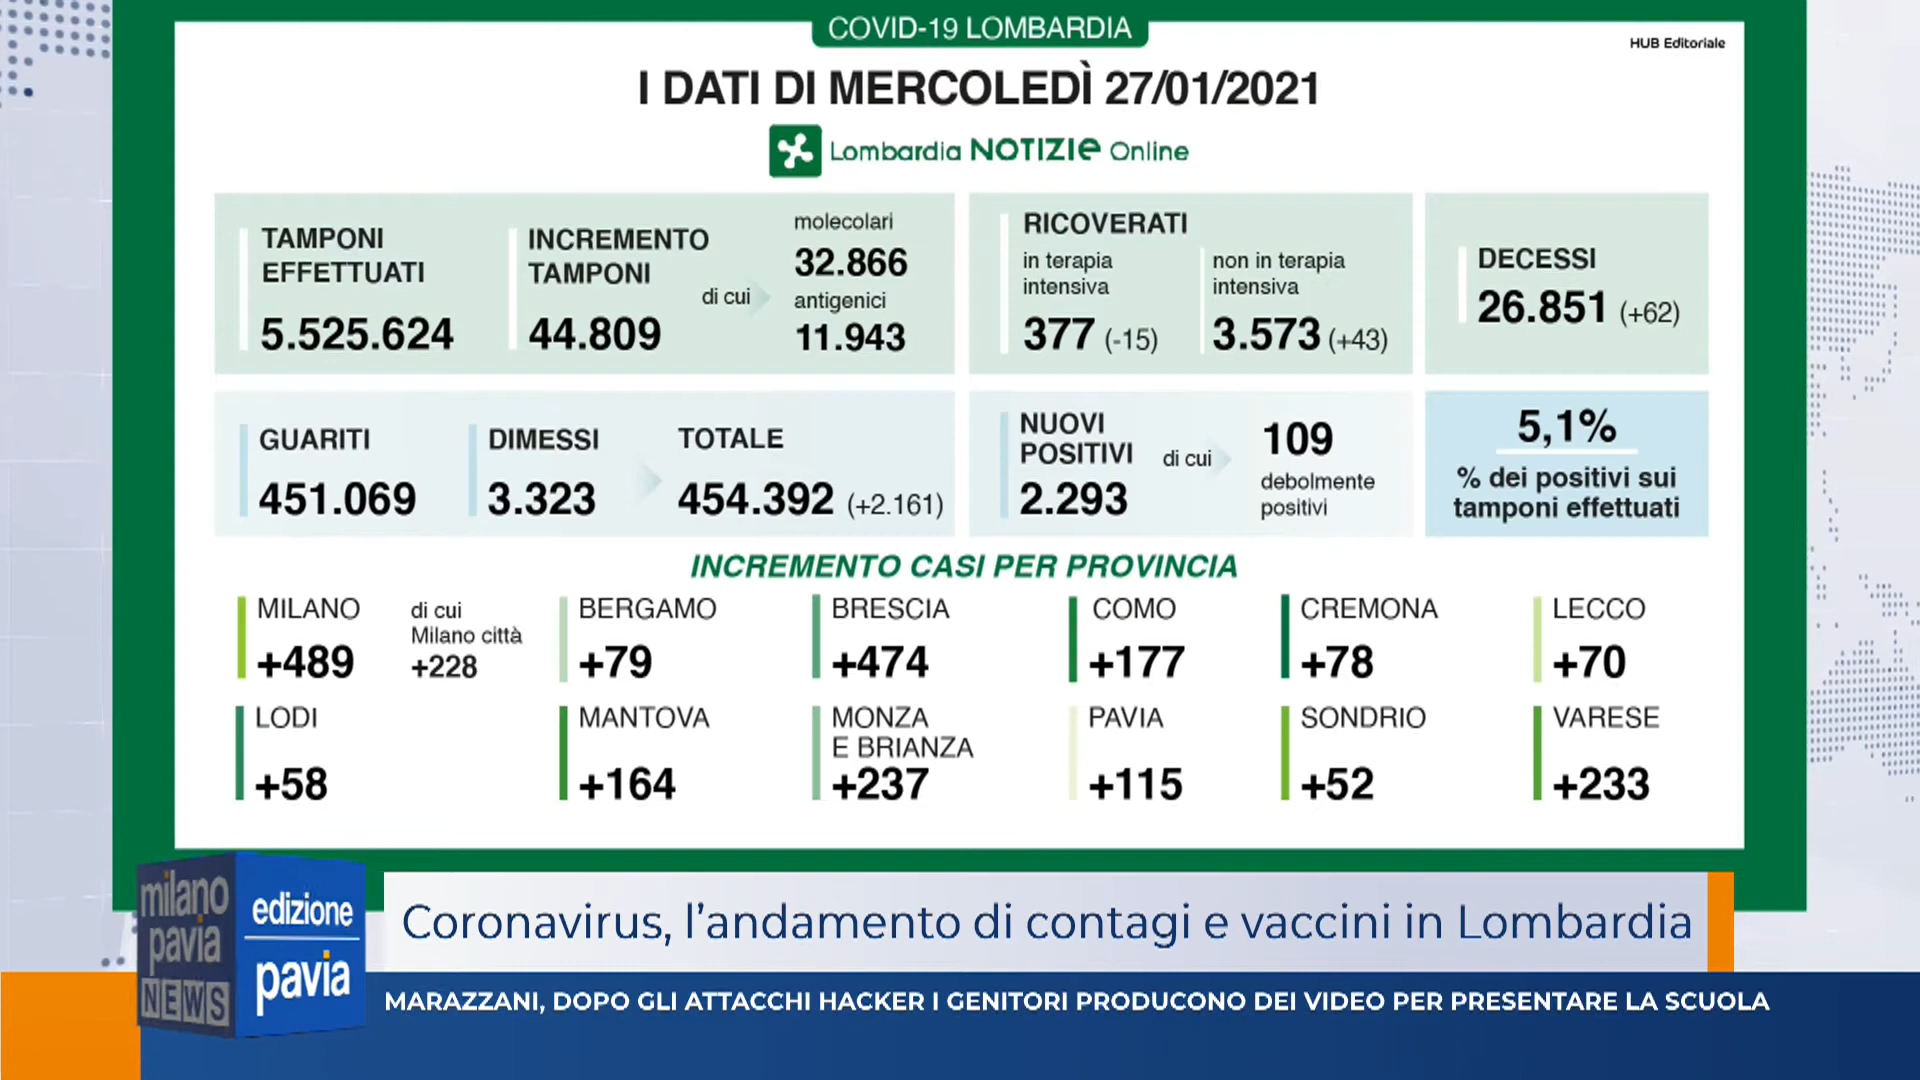 COVID-19 LOMBARDIA
HUB Editoriale
I DATI DI MERCOLEDÌ 27/01/2021
Lombardia NOTIZIE Online
TAMPONI
EFFETTUATI
5.525.624
INCREMENTO
TAMPONI
44.809
di cui
molecolari
32.866
antigenici
11.943
RICOVERATI
in terapia
intensiva
377 (-15)
non in terapia
intensiva
3.573 (+43)
DECESSI
26.851 (+62)
GUARITI
451.069
DIMESSI
3.323
TOTALE
454.392 (+2.161)
NUOVI
POSITIVI
2.293
di cui
109
debolmente
positivi
5,1%
% dei positivi sui
tamponi effettuati
INCREMENTO CASI PER PROVINCIA
MILANO
+489
di cui
Milano città
+228
BERGAMO
+79
BRESCIA
+474
COMO
+177
CREMONA
+78
LECCO
+70
LODI
+58
MANTOVA
+164
MONZA
E BRIANZA
+237
PAVIA
+115
SONDRIO
+52
VARESE
+233
milano
pavia
NEWS
edizione
pavia
Coronavirus, l'andamento di contagi e vaccini in Lombardia
MARAZZANI, DOPO GLI ATTACCHI HACKER I GENITORI PRODUCONO DEI VIDEO PER PRESENTARE LA SCUOLA